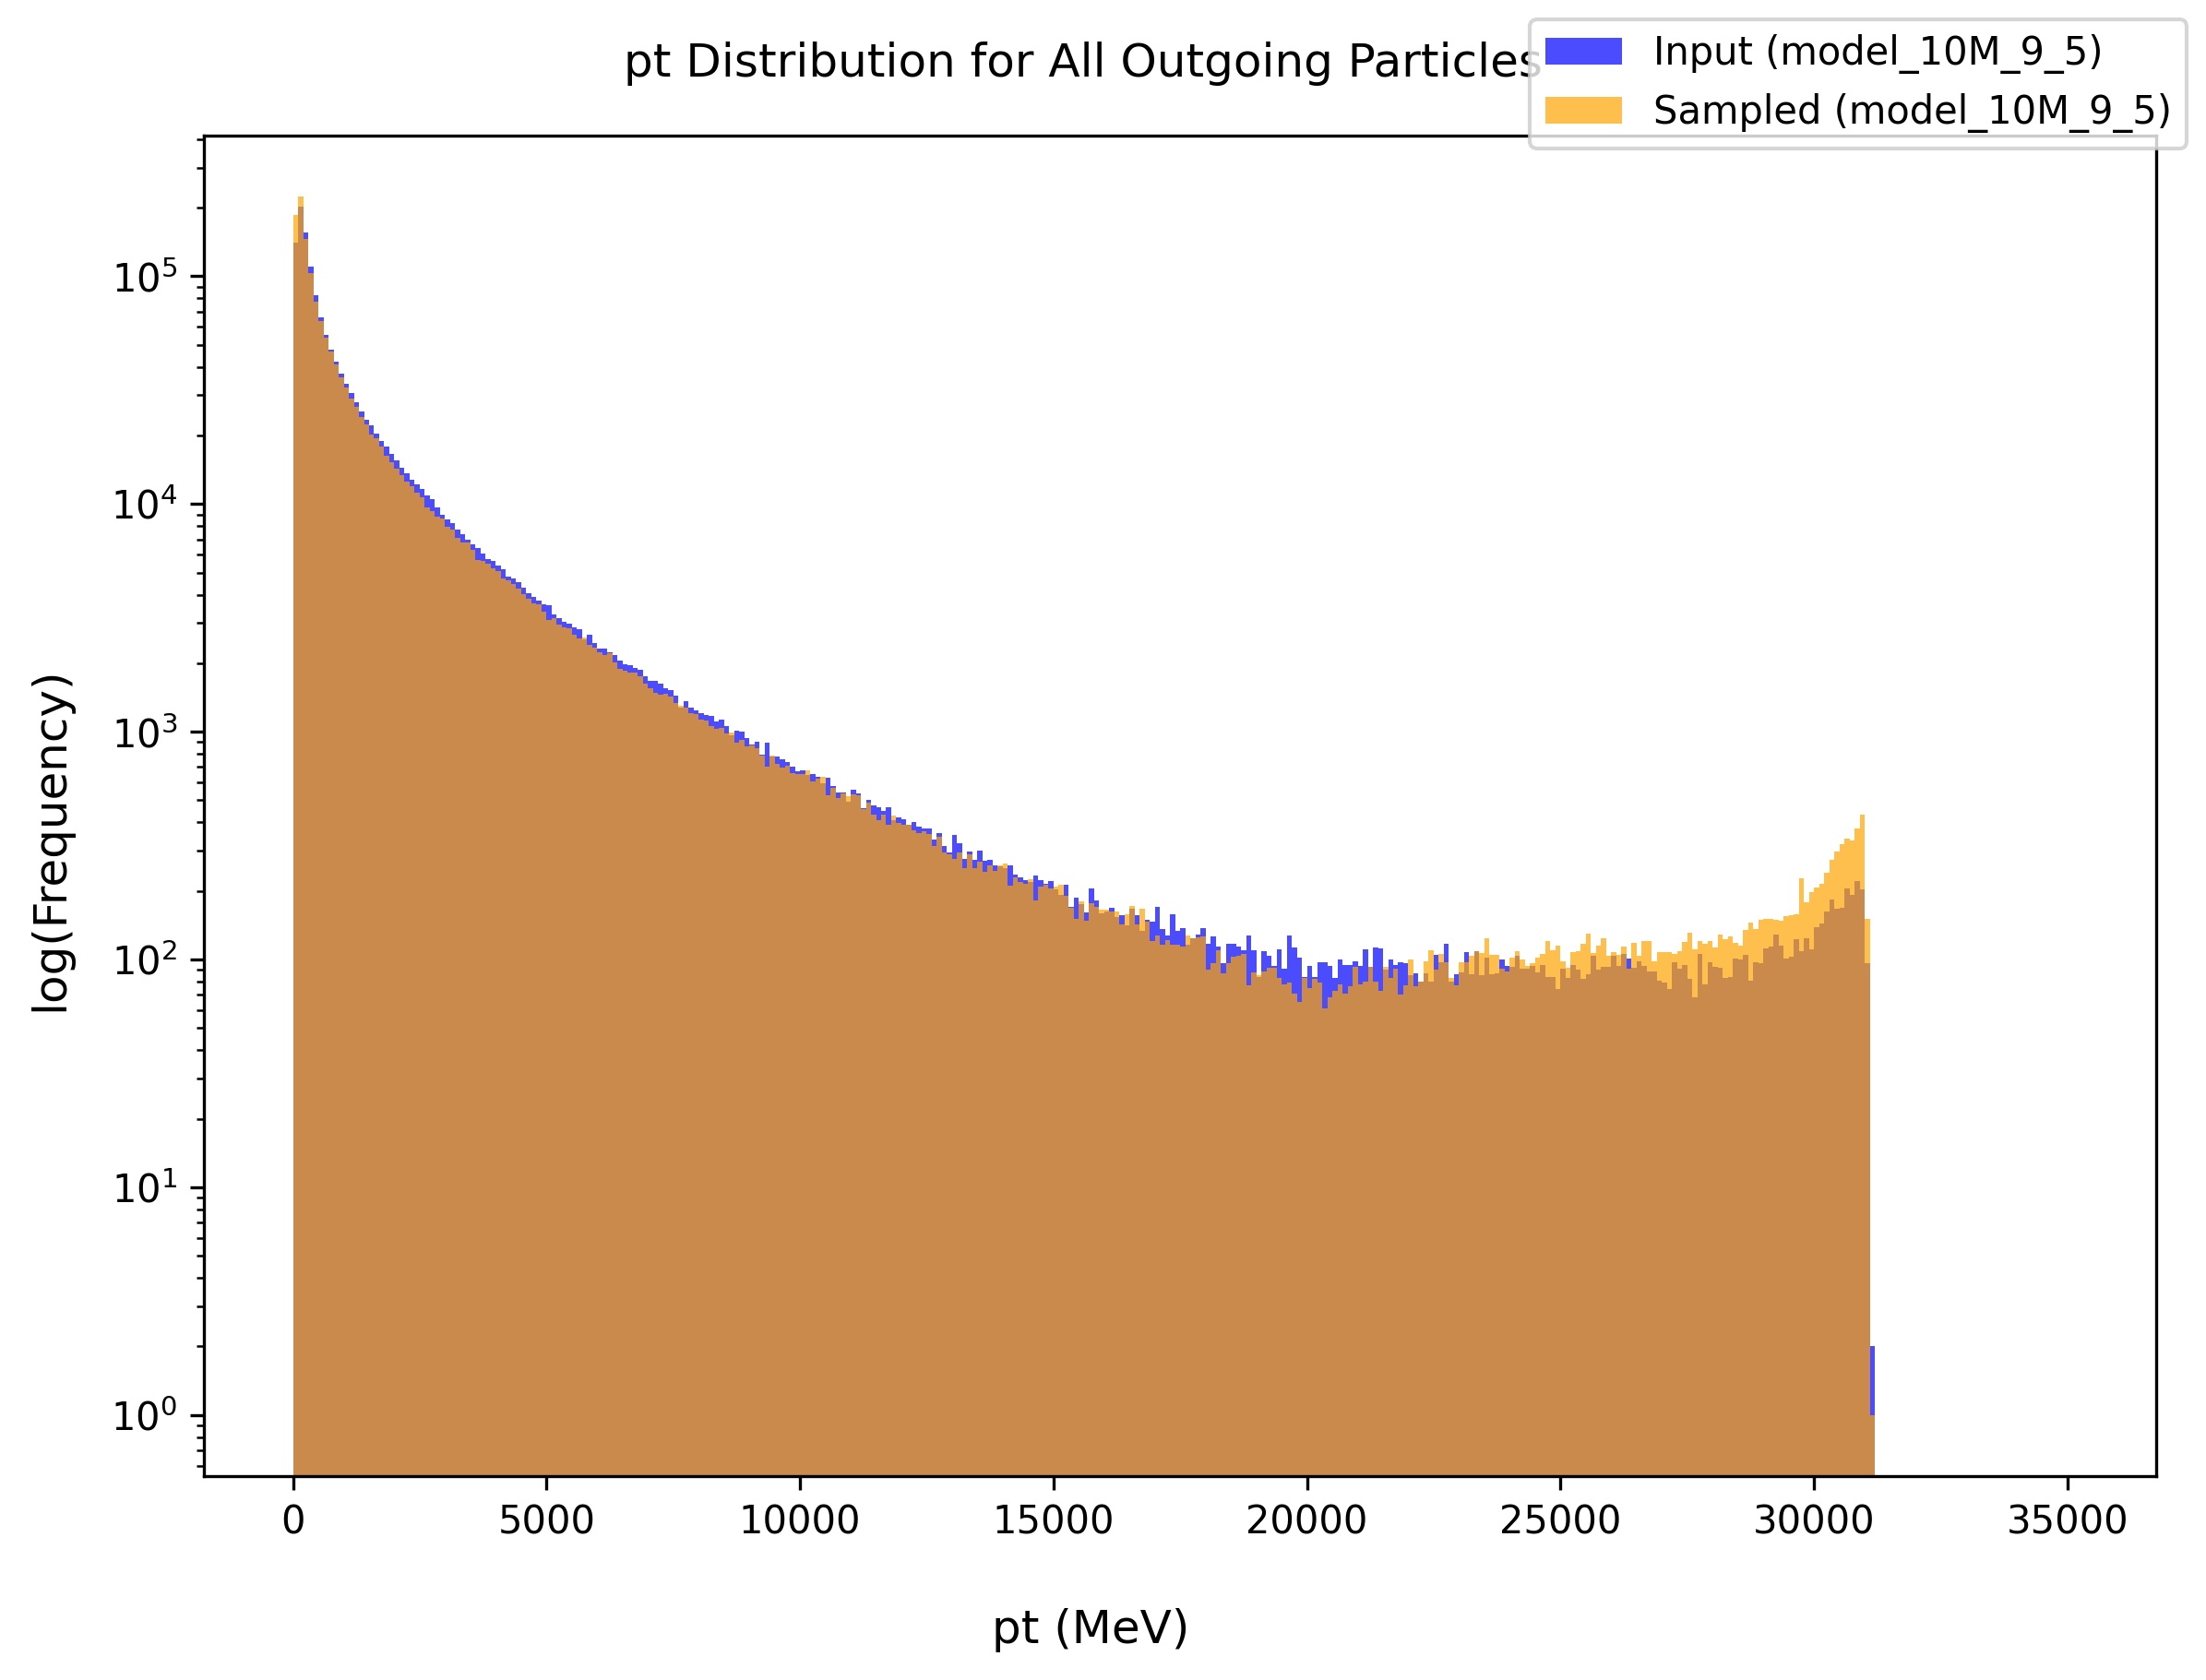 pt Distribution for All Outgoing Particles
Input (model_10M_9_5)
Sampled (model_10M_9_5)
log(Frequency)
10⁵
10⁴
10³
10²
10¹
10⁰
0 5000 10000 15000 20000 25000 30000 35000
pt (MeV)